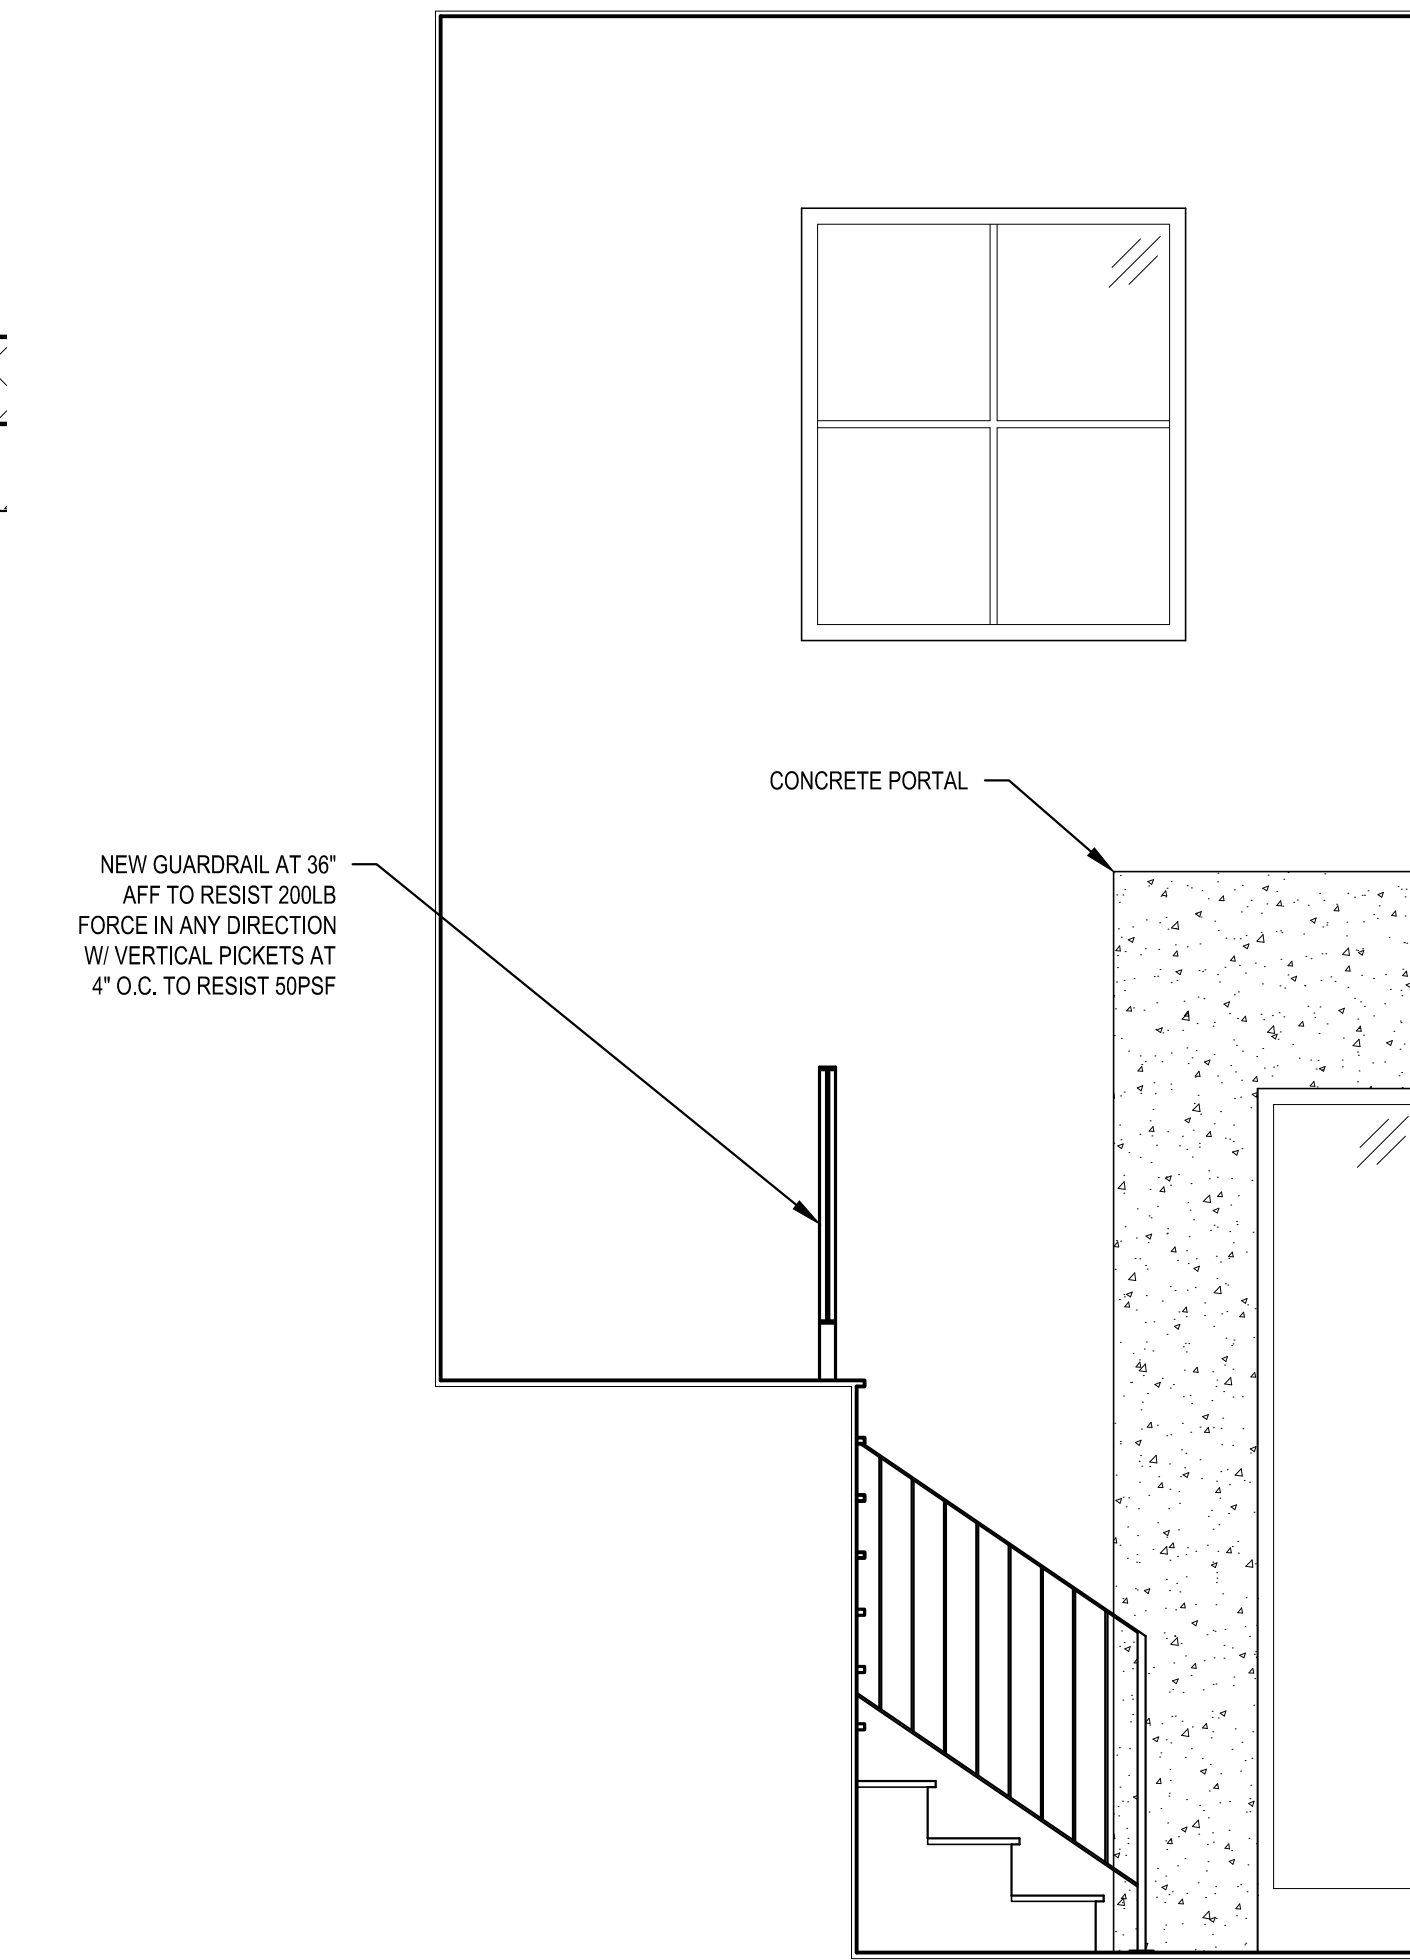 CONCRETE PORTAL
NEW GUARDRAIL AT 36"
AFF TO RESIST 200LB
FORCE IN ANY DIRECTION
W/ VERTICAL PICKETS AT
4" O.C. TO RESIST 50PSF